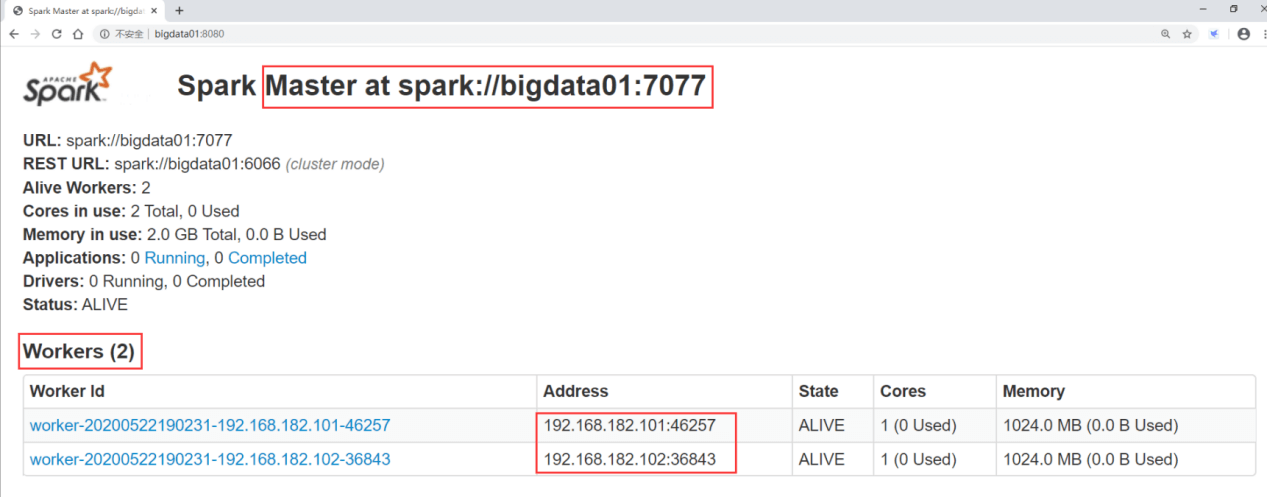 Spark Master at spark://bigdat
不安全 bigdata01:8080
APACHE
Spark
Spark Master at spark://bigdata01:7077
URL: spark://bigdata01:7077
REST URL: spark://bigdata01:6066 (cluster mode)
Alive Workers: 2
Cores in use: 2 Total, 0 Used
Memory in use: 2.0 GB Total, 0.0 B Used
Applications: 0 Running, 0 Completed
Drivers: 0 Running, 0 Completed
Status: ALIVE
Workers (2)
Worker Id Address State Cores Memory
worker-20200522190231-192.168.182.101-46257 192.168.182.101:46257 ALIVE 1 (0 Used) 1024.0 MB (0.0 B Used)
worker-20200522190231-192.168.182.102-36843 192.168.182.102:36843 ALIVE 1 (0 Used) 1024.0 MB (0.0 B Used)